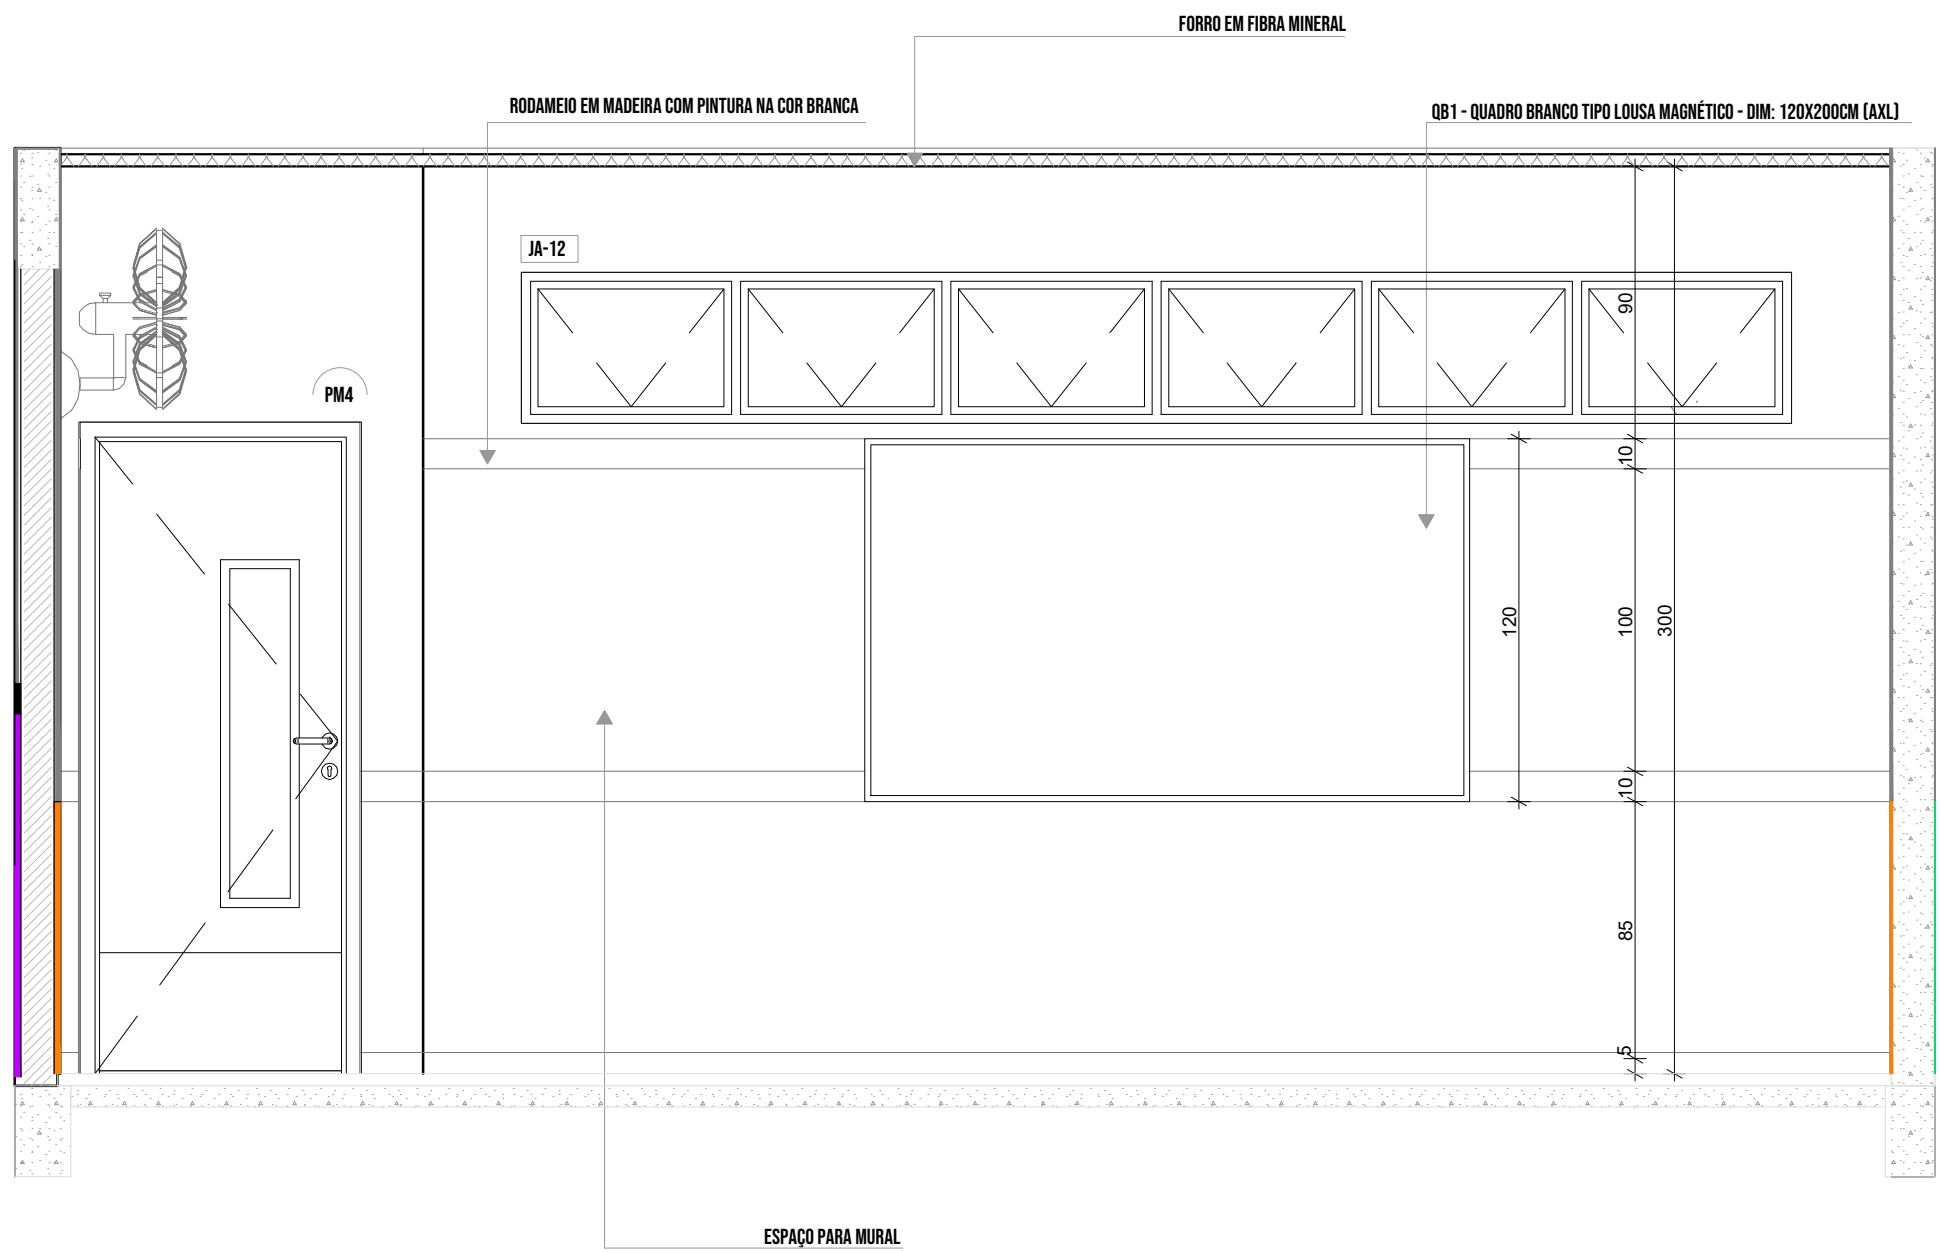 FORRO EM FIBRA MINERAL
RODAMEIO EM MADEIRA COM PINTURA NA COR BRANCA
QB1 - QUADRO BRANCO TIPO LOUSA MAGNÉTICO - DIM: 120X200CM (AXL)
JA-12
90
PM4
10
120
100
300
10
85
5
ESPAÇO PARA MURAL